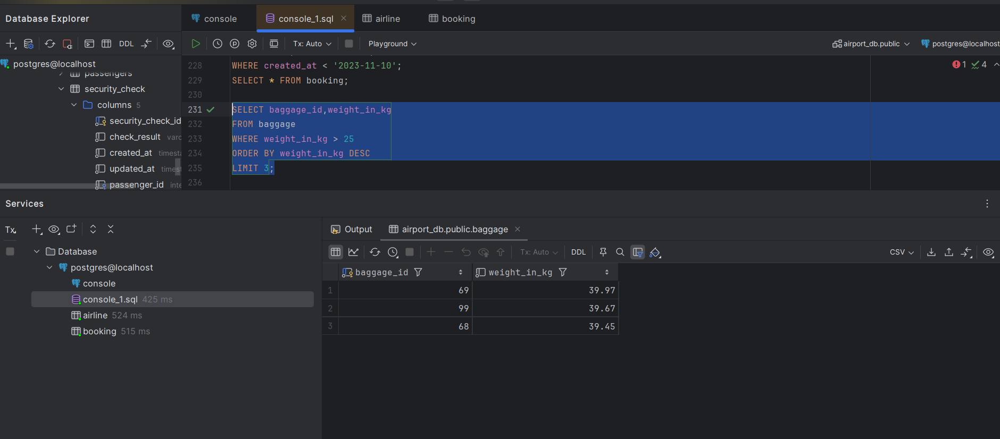 Database Explorer
console
console_1.sql
airline
booking
DDL
Tx: Auto
Playground
airport_db.public
postgres@localhost
postgres@localhost
passengers
security_check
columns 5
security_check_id
check_result varc
created_at timesta
updated_at timest
passenger_id inte
228 WHERE created_at < '2023-11-10';
229 SELECT * FROM booking;
230
231 SELECT baggage_id,weight_in_kg
232 FROM baggage
233 WHERE weight_in_kg > 25
234 ORDER BY weight_in_kg DESC
235 LIMIT 3;
236
1 4
Services
Tx
Database
postgres@localhost
console
console_1.sql 425 ms
airline 524 ms
booking 515 ms
Output
airport_db.public.baggage
Tx: Auto
DDL
CSV
baggage_id weight_in_kg
1 69 39.97
2 99 39.67
3 68 39.45